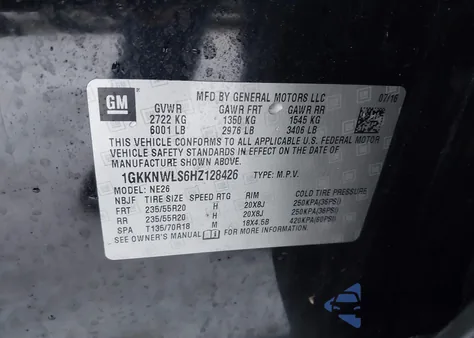 GM
MFD BY GENERAL MOTORS LLC
07/16
GVWR GAWR FRT GAWR RR
2722 KG 1350 KG 1545 KG
6001 LB 2976 LB 3406 LB
THIS VEHICLE CONFORMS TO ALL APPLICABLE U.S. FEDERAL MOTOR
VEHICLE SAFETY STANDARDS IN EFFECT ON THE DATE OF
MANUFACTURE SHOWN ABOVE.
1GKKNWLS6HZ128426 TYPE: M.P.V.
MODEL: NE26
NBJF TIRE SIZE SPEED RTG RIM COLD TIRE PRESSURE
FRT 235/55R20 H 20X8J 250KPA(36PSI)
RR 235/55R20 H 20X8J 250KPA(36PSI)
SPA T135/70R18 M 18X4.5B 420KPA(60PSI)
SEE OWNER'S MANUAL FOR MORE INFORMATION.